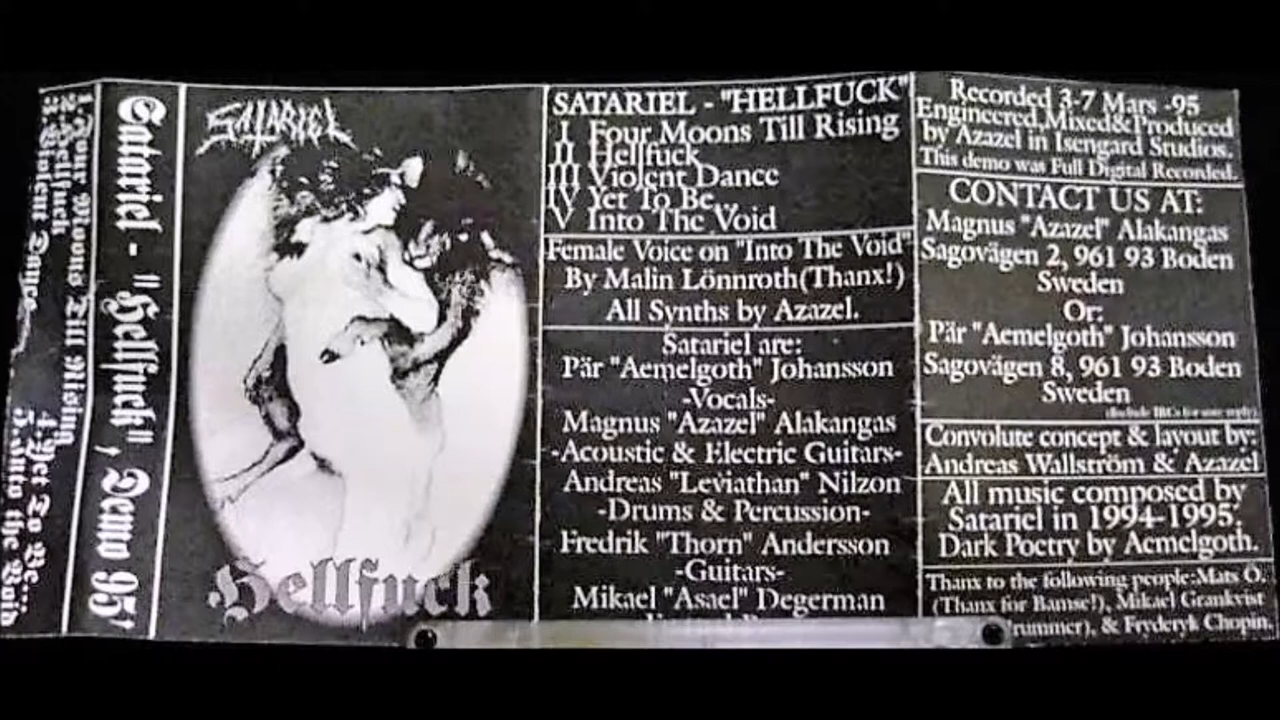 1. Four Moons Till Rising
2. Hellfuck
3. Violent Dance
4. Yet To Be...
5. Into the Void
Satariel - "Hellfuck", Demo 95'
SATARIEL
Hellfuck
SATARIEL - "HELLFUCK"
I Four Moons Till Rising
II Hellfuck
III Violent Dance
IV Yet To Be...
V Into The Void
Female Voice on "Into The Void"
By Malin Lönnroth(Thanx!)
All Synths by Azazel.
Satariel are:
Pär "Aemelgoth" Johansson
-Vocals-
Magnus "Azazel" Alakangas
-Acoustic & Electric Guitars-
Andreas "Leviathan" Nilzon
-Drums & Percussion-
Fredrik "Thorn" Andersson
-Guitars-
Mikael "Asael" Degerman
Recorded 3-7 Mars -95
Engineered,Mixed&Produced
by Azazel in Isengard Studios.
This demo was Full Digital Recorded.
CONTACT US AT:
Magnus "Azazel" Alakangas
Sagovägen 2, 961 93 Boden
Sweden
Or:
Pär "Aemelgoth" Johansson
Sagovägen 8, 961 93 Boden
Sweden
(Include IRCs for sure reply)
Convolute concept & layout by:
Andreas Wallström & Azazel
All music composed by
Satariel in 1994-1995.
Dark Poetry by Aemelgoth.
Thanx to the following people:Mats Ö.
(Thanx for Bamse!), Mikael Grankvist
& Fryderyk Chopin.